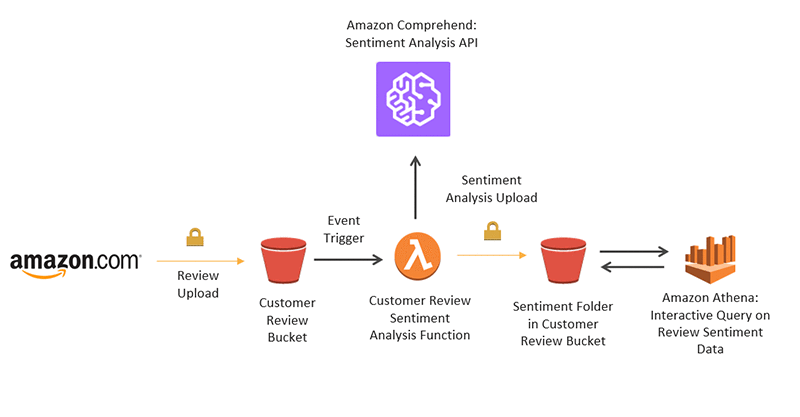 Amazon Comprehend:
Sentiment Analysis API
Sentiment
Analysis Upload
Event
Trigger
amazon.com®
Review
Upload
Customer
Review
Bucket
Customer Review
Sentiment
Analysis Function
Sentiment Folder
in Customer
Review Bucket
Amazon Athena:
Interactive Query on
Review Sentiment
Data